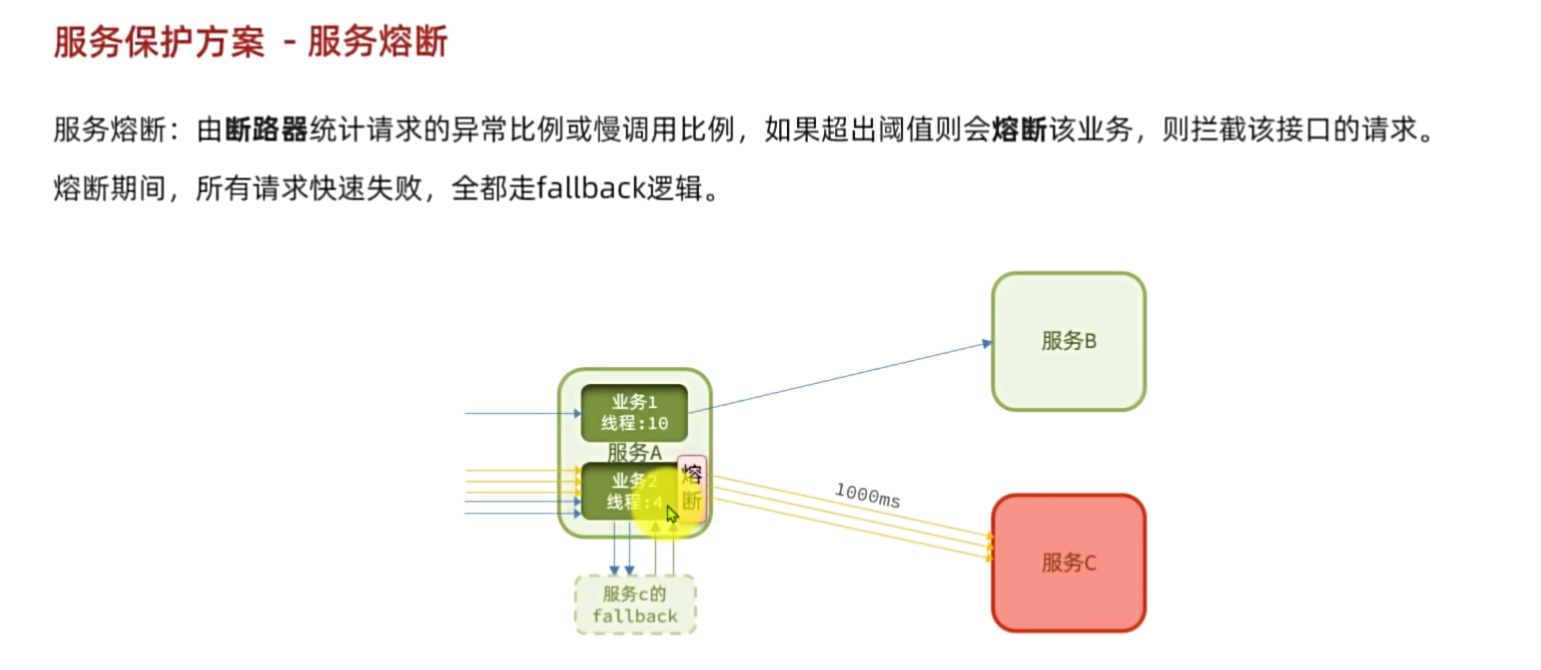 服务保护方案 - 服务熔断
服务熔断：由断路器统计请求的异常比例或慢调用比例，如果超出阈值则会熔断该业务，则拦截该接口的请求。
熔断期间，所有请求快速失败，全都走fallback逻辑。
服务B
业务1
线程:10
服务A
业务2
线程:4
熔
断
1000ms
服务C
服务c的
fallback